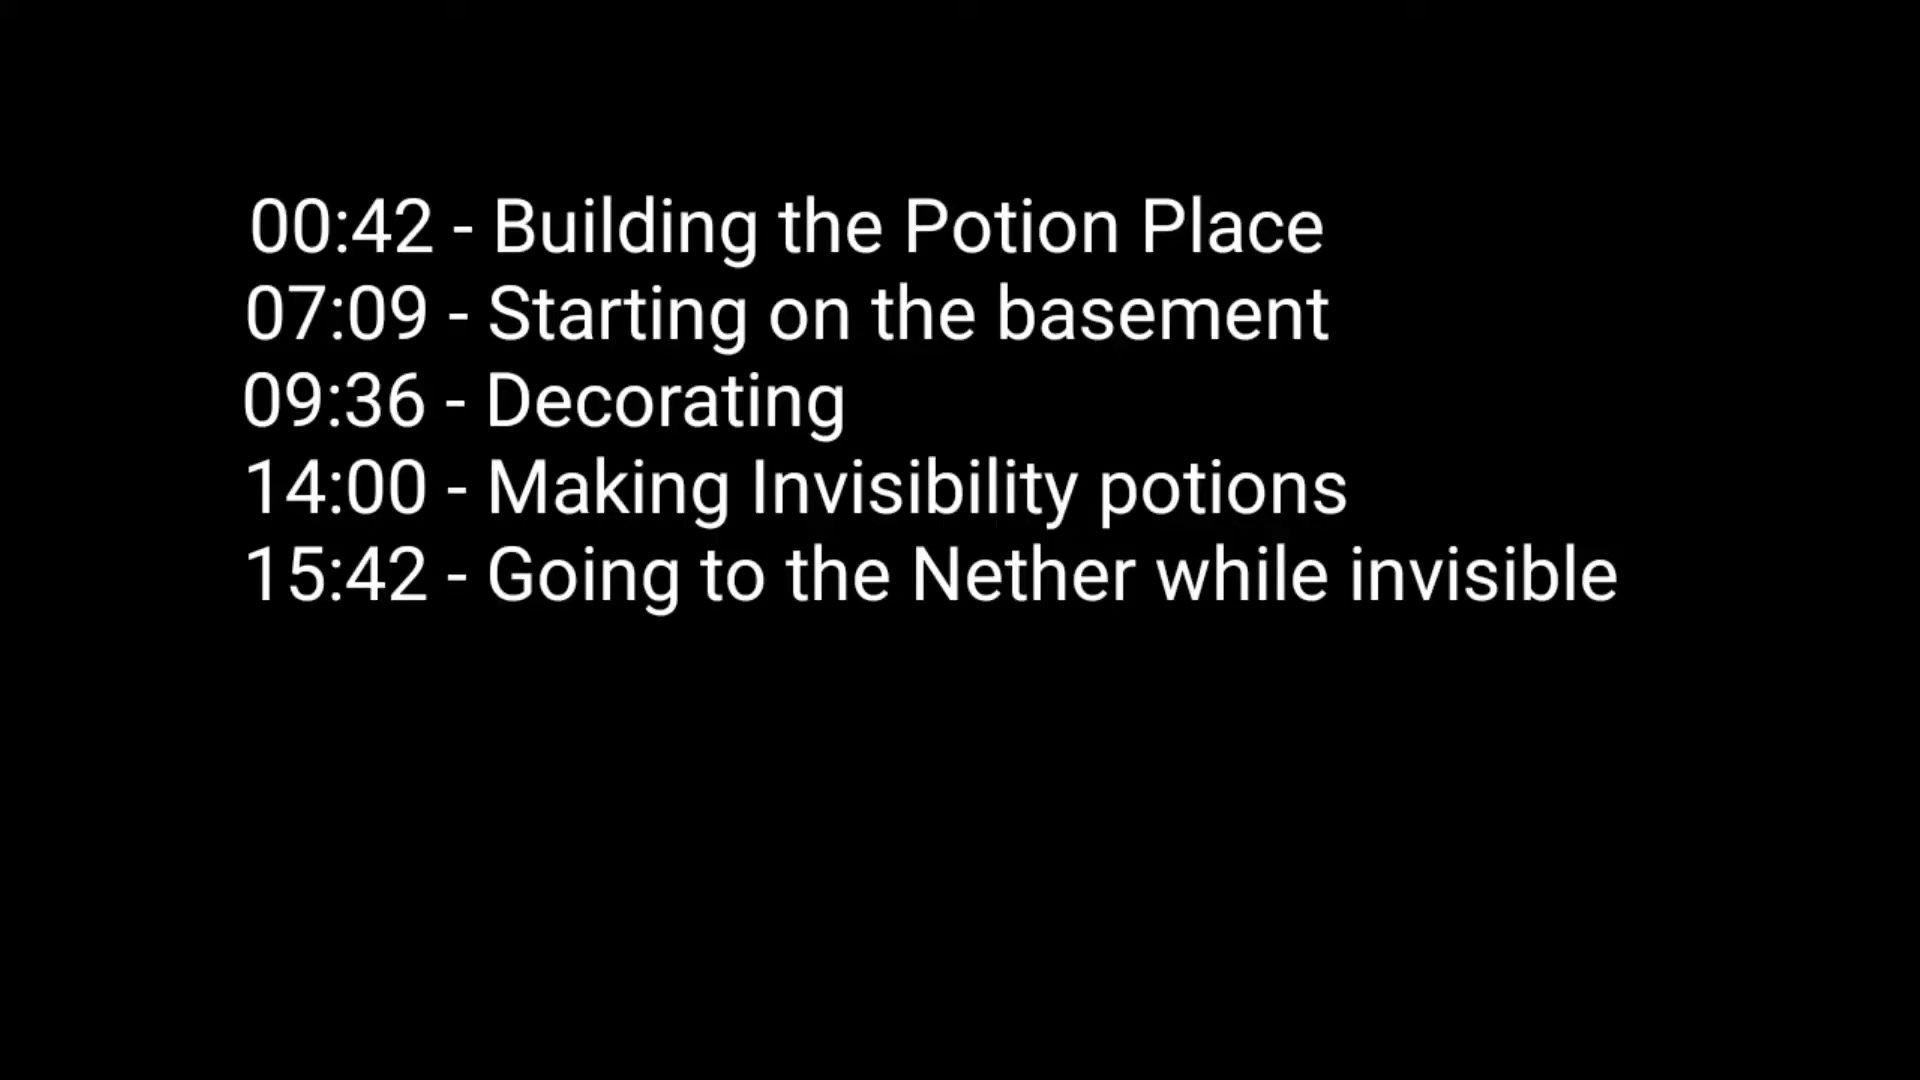 00:42 - Building the Potion Place
07:09 - Starting on the basement
09:36 - Decorating
14:00 - Making Invisibility potions
15:42 - Going to the Nether while invisible